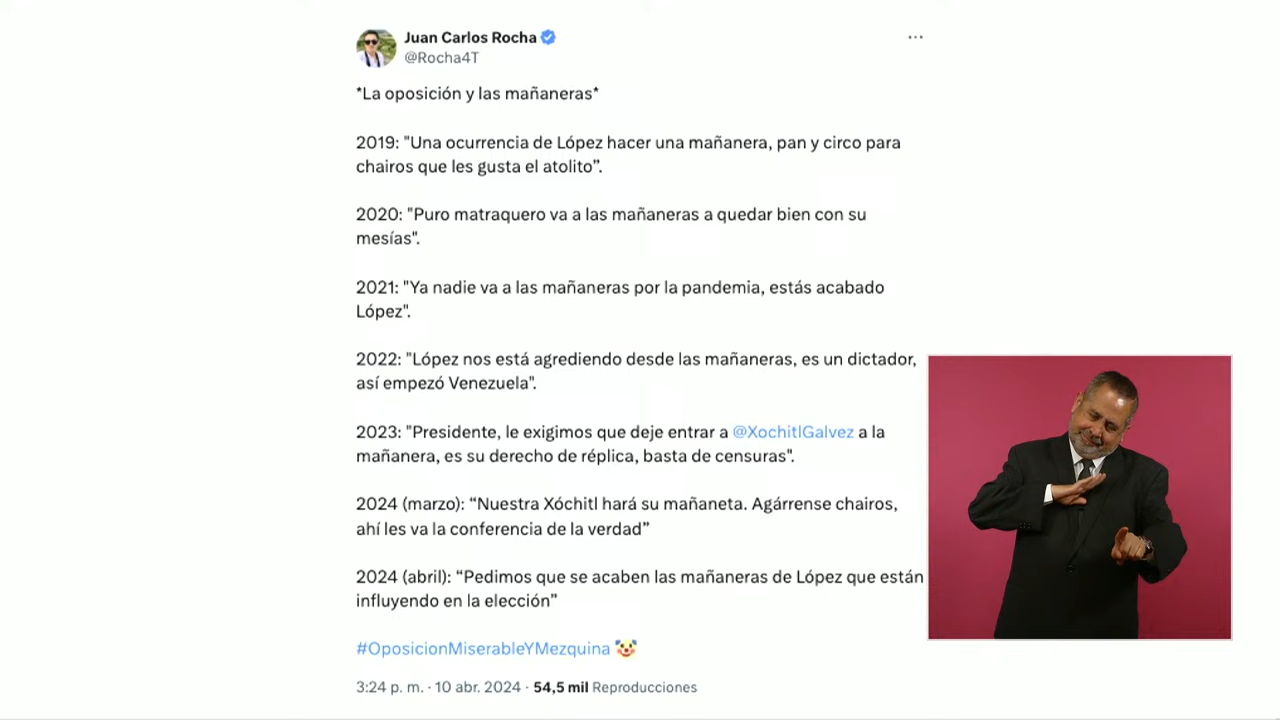 Juan Carlos Rocha
@Rocha4T
*La oposición y las mañaneras*
2019: "Una ocurrencia de López hacer una mañanera, pan y circo para
chairos que les gusta el atolito”.
2020: "Puro matraquero va a las mañaneras a quedar bien con su
mesías".
2021: "Ya nadie va a las mañaneras por la pandemia, estás acabado
López".
2022: "López nos está agrediendo desde las mañaneras, es un dictador,
así empezó Venezuela".
2023: "Presidente, le exigimos que deje entrar a @XochitlGalvez a la
mañanera, es su derecho de réplica, basta de censuras".
2024 (marzo): “Nuestra Xóchitl hará su mañaneta. Agárrense chairos,
ahí les va la conferencia de la verdad”
2024 (abril): “Pedimos que se acaben las mañaneras de López que están
influyendo en la elección”
#OposicionMiserableYMezquina 🤡
3:24 p. m. · 10 abr. 2024 · 54,5 mil Reproducciones